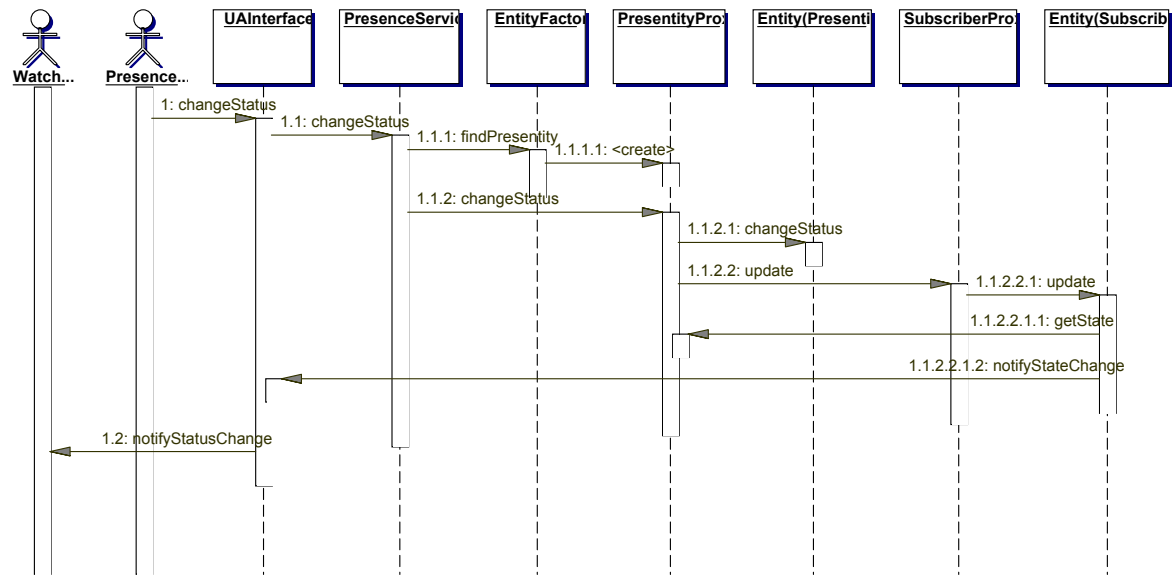 UAInterface
PresenceServic
EntityFactor
PresentityProx
Entity(Presenti
SubscriberProx
Entity(Subscrib
Watch...
Presence...
1: changeStatus
1.1: changeStatus
1.1.1: findPresentity
1.1.1.1: <create>
1.1.2: changeStatus
1.1.2.1: changeStatus
1.1.2.2: update
1.1.2.2.1: update
1.1.2.2.1.1: getState
1.1.2.2.1.2: notifyStateChange
1.2: notifyStatusChange